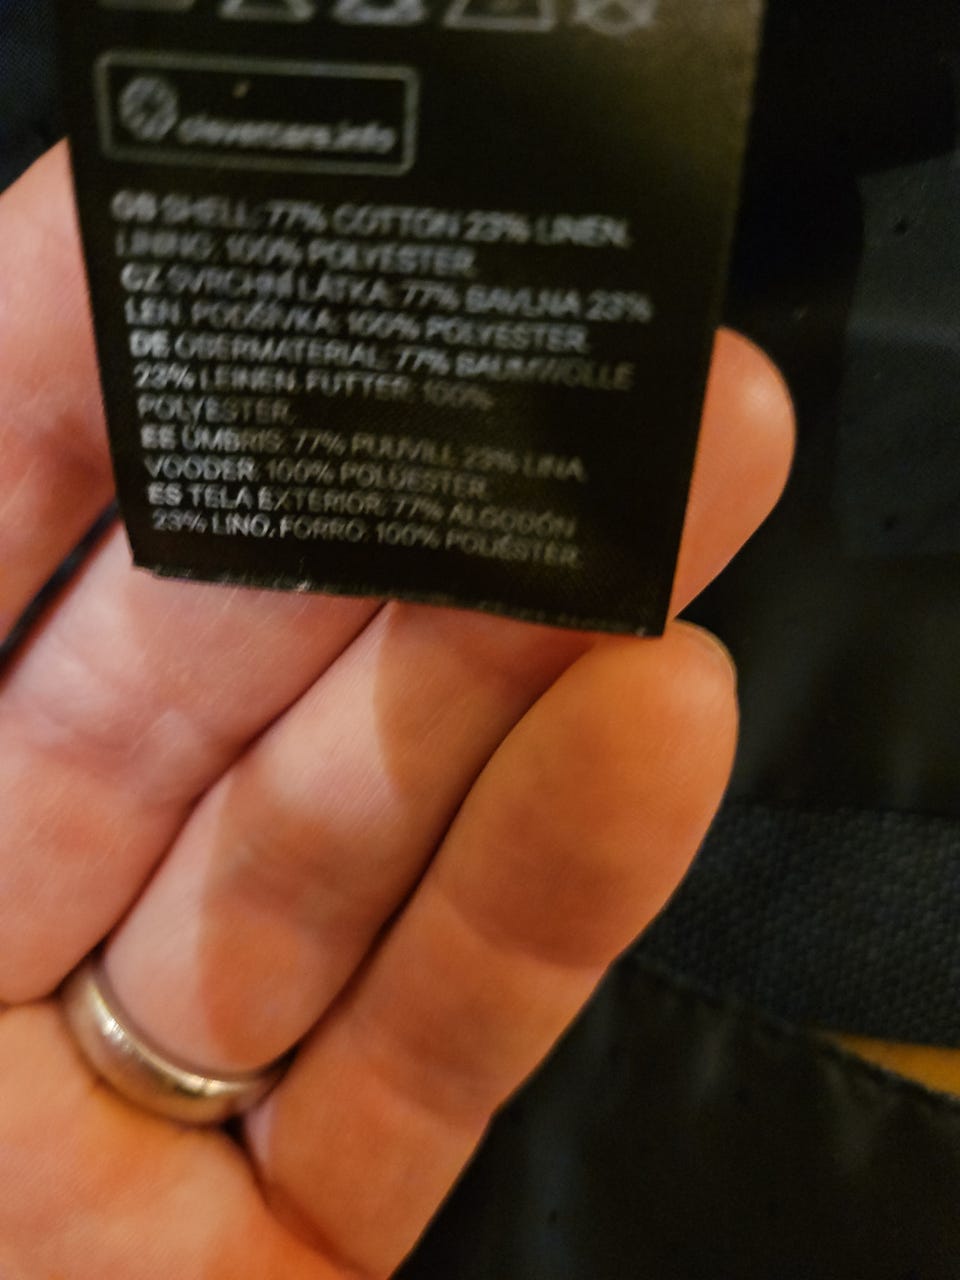 clevercare.info
GB SHELL: 77% COTTON 23% LINEN.
LINING: 100% POLYESTER.
CZ SVRCHNÍ LÁTKA: 77% BAVLNA 23%
LEN. PODŠÍVKA: 100% POLYESTER.
DE OBERMATERIAL: 77% BAUMWOLLE
23% LEINEN. FUTTER: 100%
POLYESTER.
EE ÜMBRIS: 77% PUUVILL 23% LINA.
VOODER: 100% POLÜESTER.
ES TELA EXTERIOR: 77% ALGODÓN
23% LINO. FORRO: 100% POLIÉSTER.